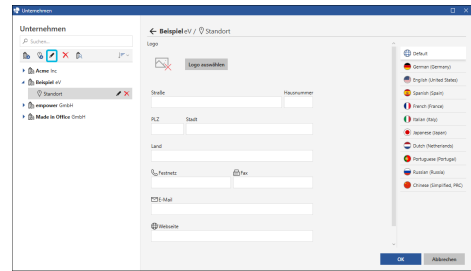 Unternehmen
Unternehmen
Suchen...
Acme Inc
Beispiel eV
Standort
empower GmbH
Made in Office GmbH
Beispiel eV / Standort
Logo
Logo auswählen
Straße
Hausnummer
PLZ
Stadt
Land
Festnetz
Fax
E-Mail
Webseite
Default
German (Germany)
English (United States)
Spanish (Spain)
French (France)
Italian (Italy)
Japanese (Japan)
Dutch (Netherlands)
Portuguese (Portugal)
Russian (Russia)
Chinese (Simplified, PRC)
OK
Abbrechen